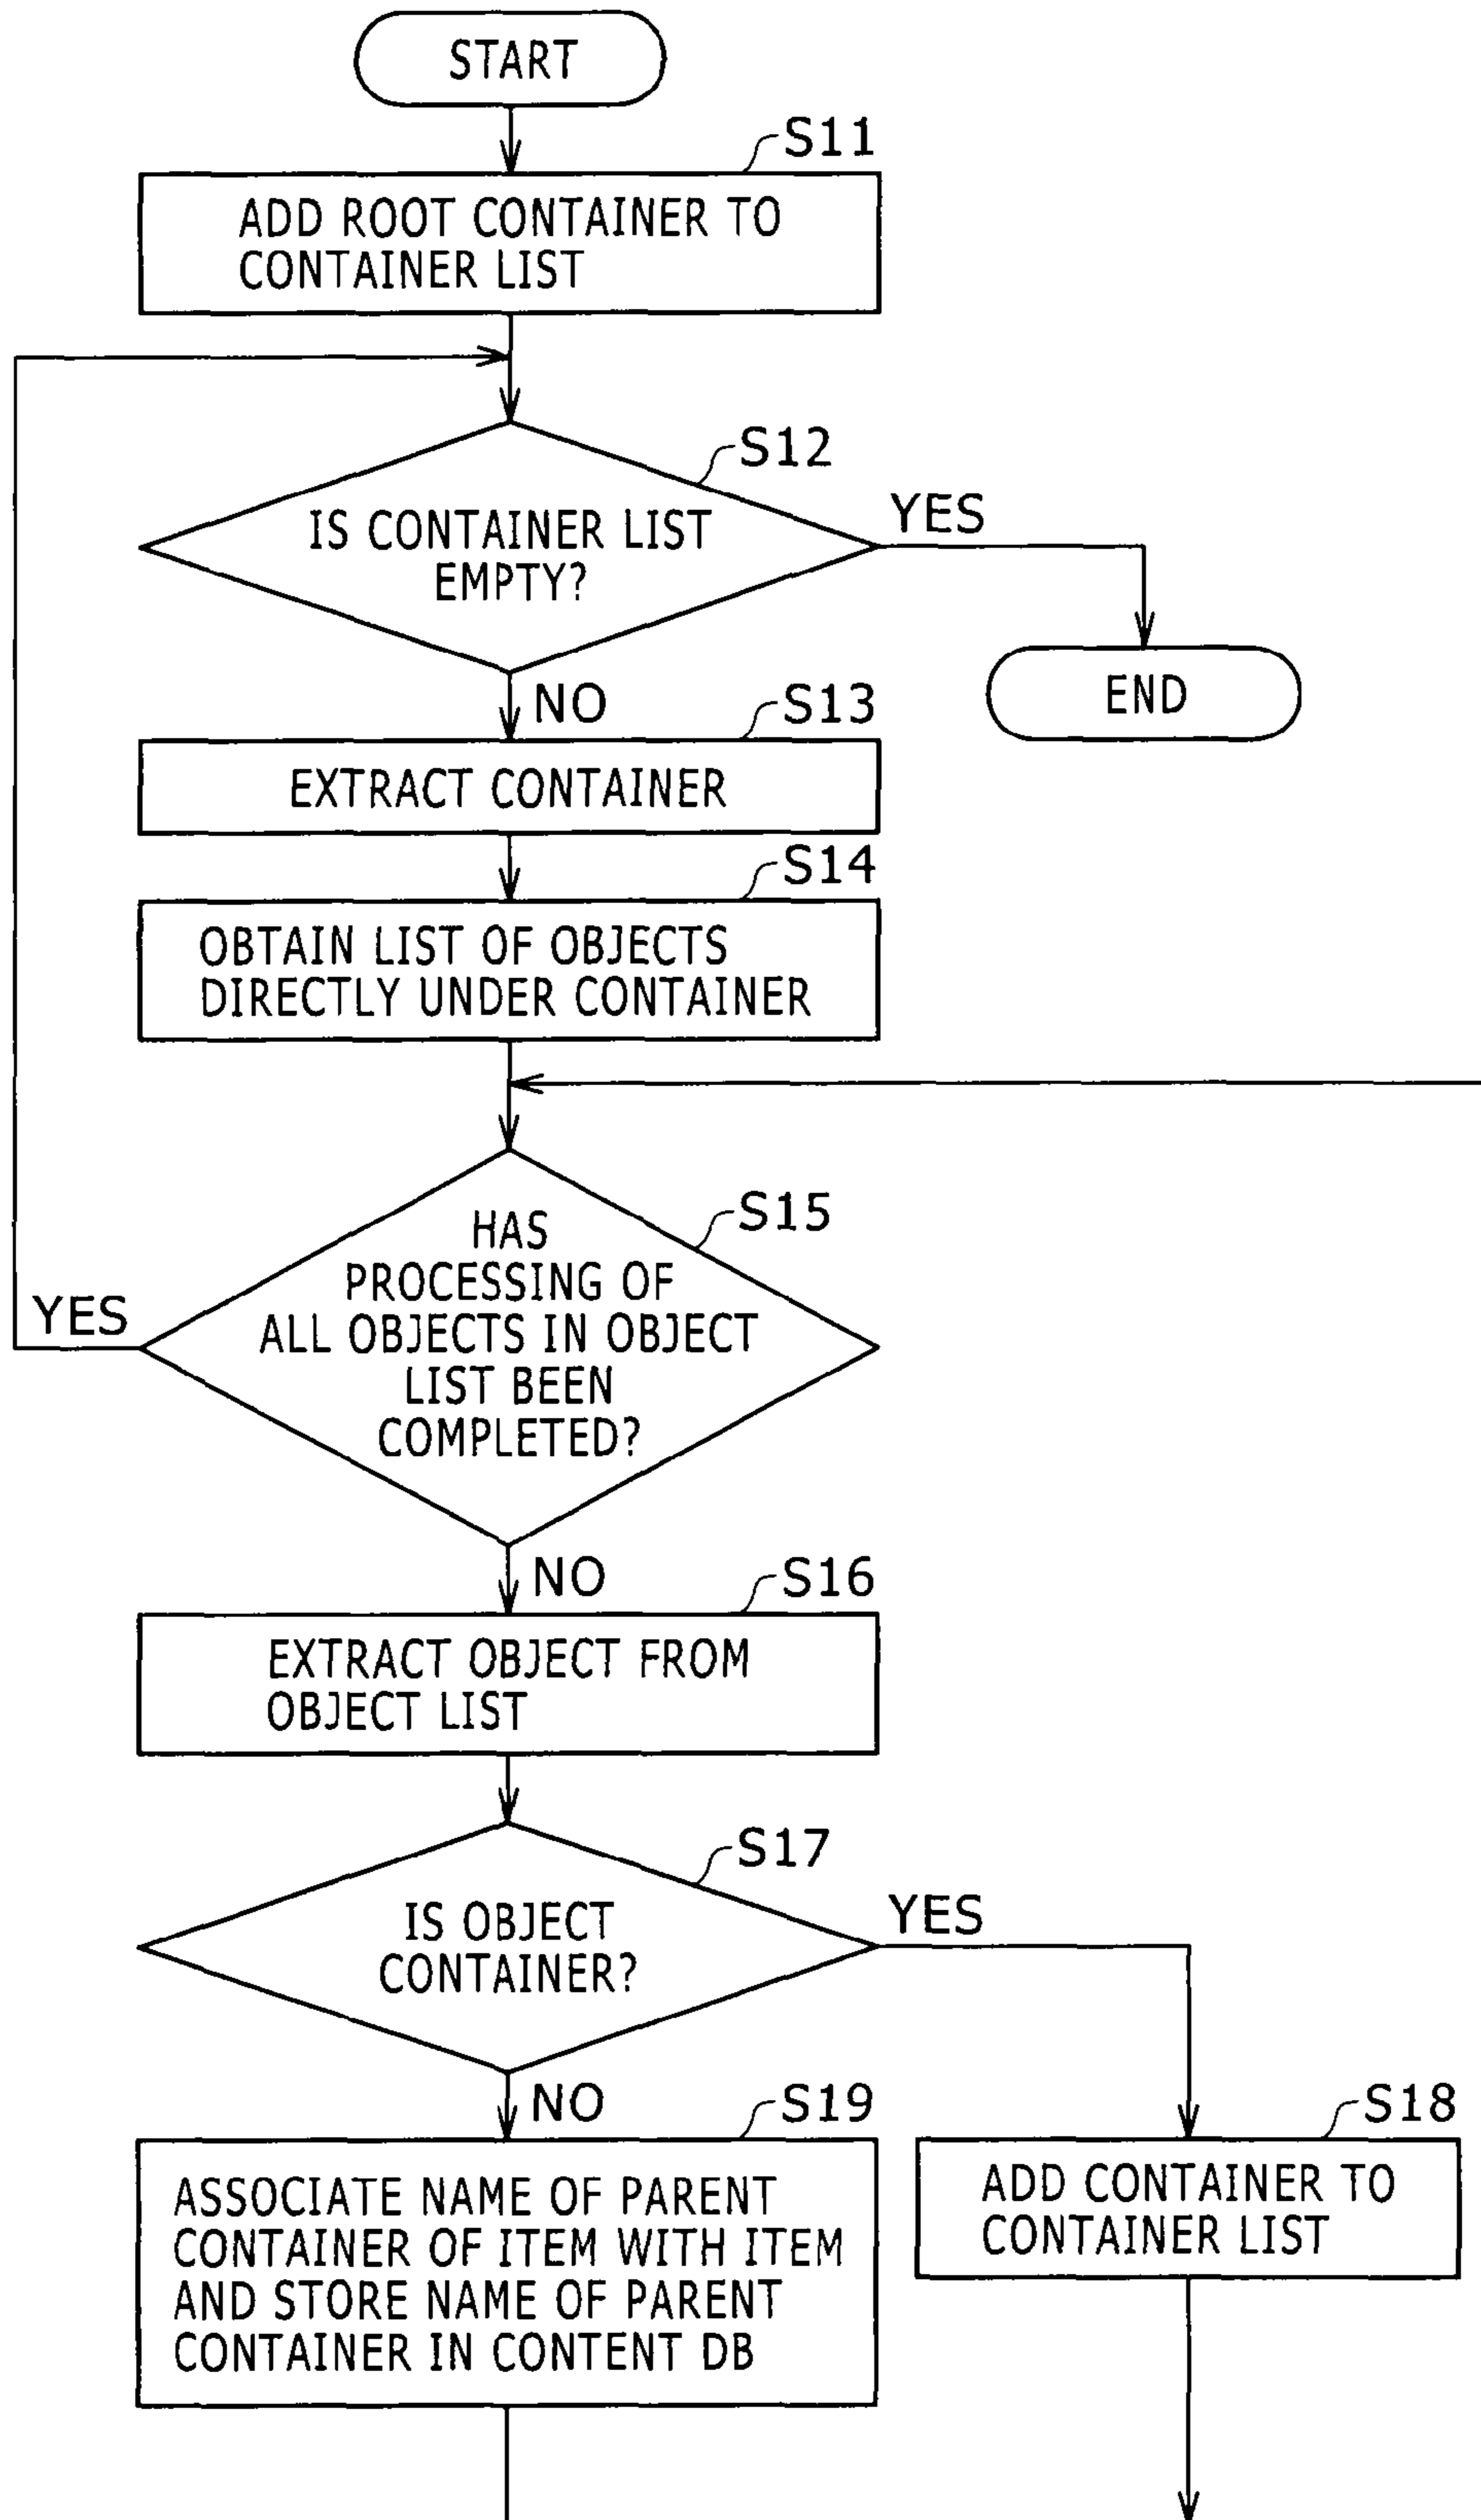 START
S11
ADD ROOT CONTAINER TO
CONTAINER LIST
S12
IS CONTAINER LIST
EMPTY?
YES
END
NO
S13
EXTRACT CONTAINER
S14
OBTAIN LIST OF OBJECTS
DIRECTLY UNDER CONTAINER
S15
HAS
PROCESSING OF
ALL OBJECTS IN OBJECT
LIST BEEN
COMPLETED?
YES
NO
S16
EXTRACT OBJECT FROM
OBJECT LIST
S17
IS OBJECT
CONTAINER?
YES
NO
S19
ASSOCIATE NAME OF PARENT
CONTAINER OF ITEM WITH ITEM
AND STORE NAME OF PARENT
CONTAINER IN CONTENT DB
S18
ADD CONTAINER TO
CONTAINER LIST